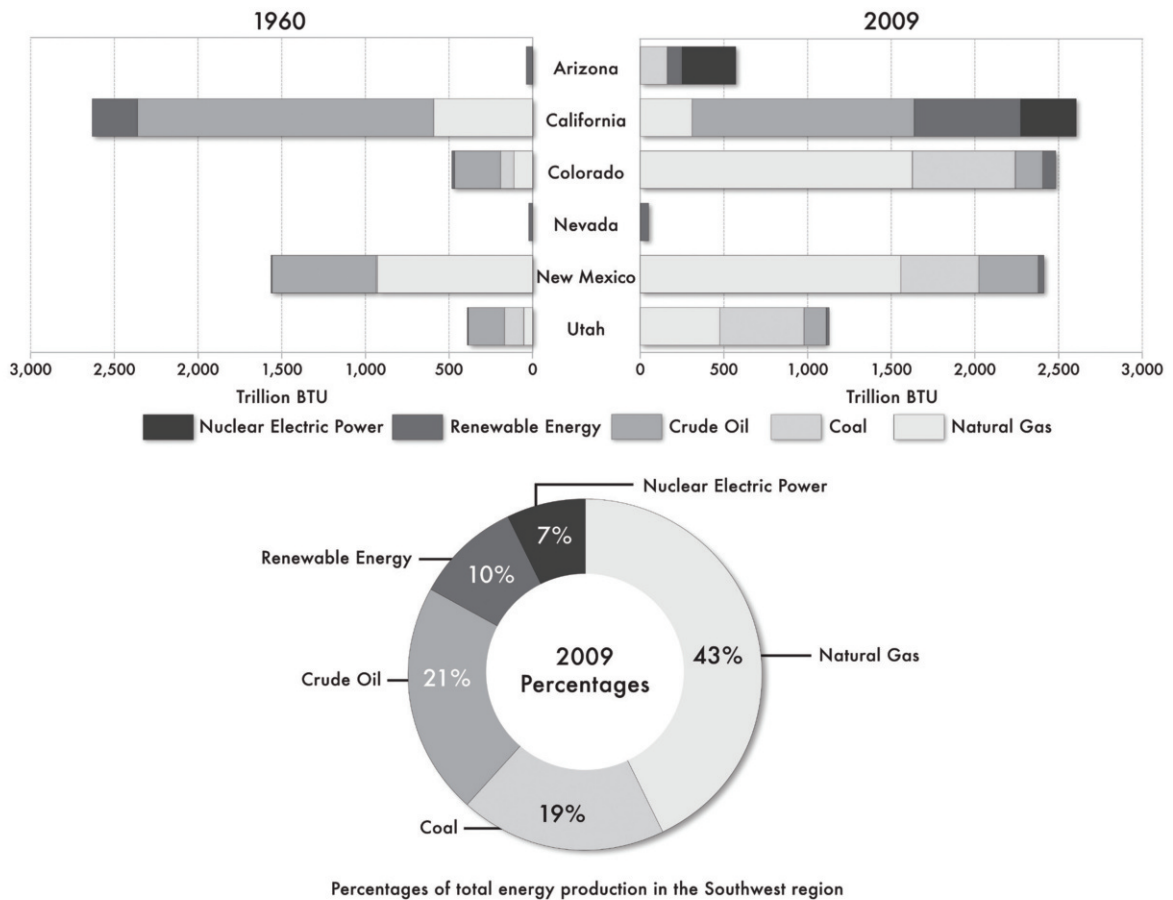 1960
2009
Arizona
California
Colorado
Nevada
New Mexico
Utah
3,000 2,500 2,000 1,500 1,000 500 0
0 500 1,000 1,500 2,000 2,500 3,000
Trillion BTU
Trillion BTU
Nuclear Electric Power Renewable Energy Crude Oil Coal Natural Gas
Nuclear Electric Power
7%
Renewable Energy
10%
2009
Percentages
43%
Natural Gas
Crude Oil
21%
19%
Coal
Percentages of total energy production in the Southwest region